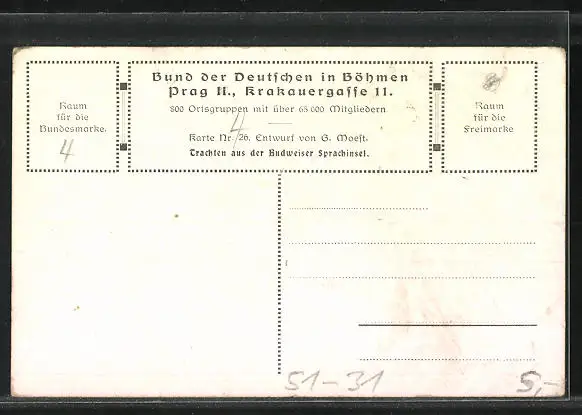 Bund der Deutschen in Böhmen
Prag II., Krakauergasse 11.
800 Ortsgruppen mit über 65 000 Mitgliedern
4
Karte Nr. 26. Entwurf von G. Moest.
Trachten aus der Budweiser Sprachinsel.
Raum
für die
Bundesmarke.
4
Raum
für die
Freimarke
51-31
5,-